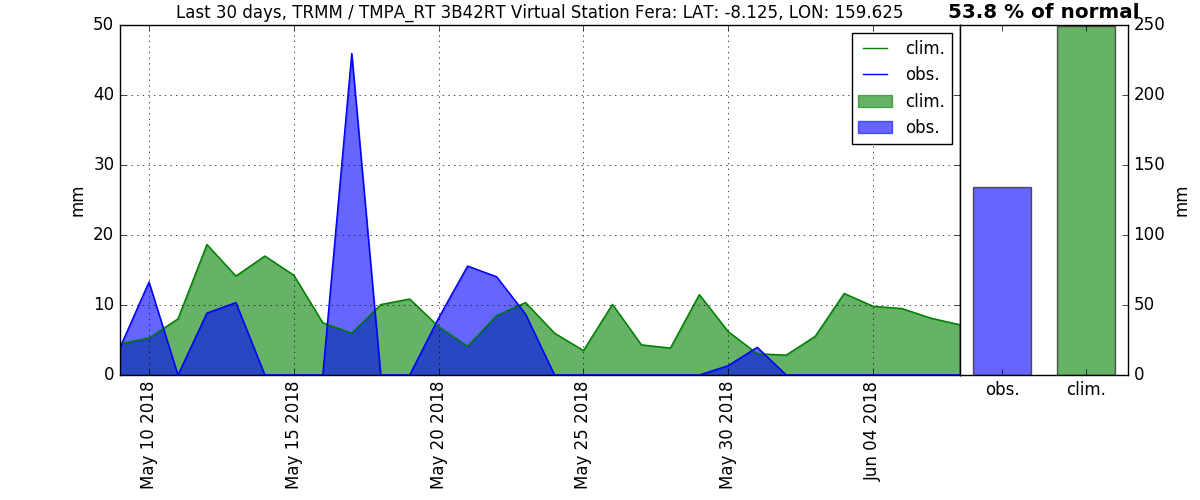 Last 30 days, TRMM / TMPA_RT 3B42RT Virtual Station Fera: LAT: -8.125, LON: 159.625
53.8 % of normal
50
40
30
20
10
0
mm
clim.
obs.
clim.
obs.
May 10 2018
May 15 2018
May 20 2018
May 25 2018
May 30 2018
Jun 04 2018
250
200
150
100
50
0
mm
obs.
clim.